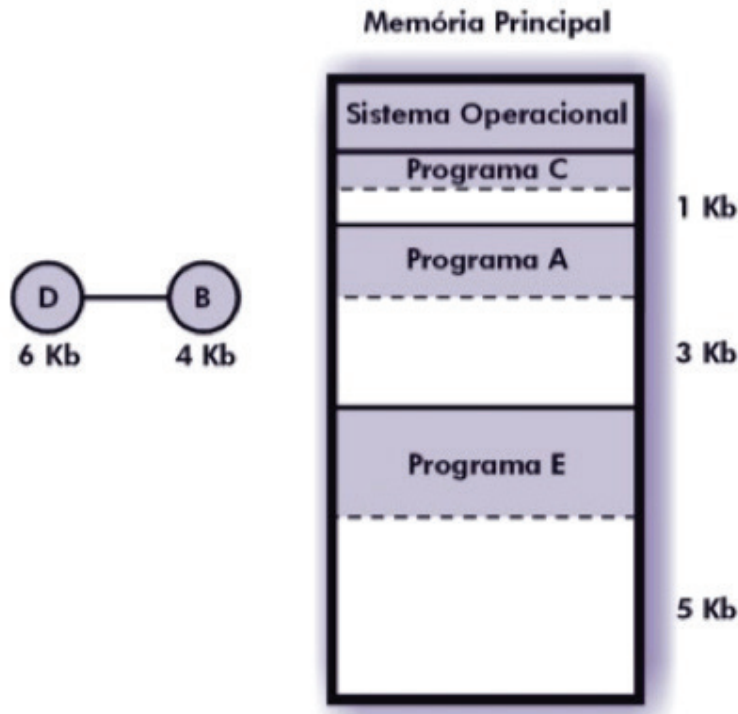 Memória Principal
Sistema Operacional
Programa C
1 Kb
Programa A
D
B
6 Kb
4 Kb
3 Kb
Programa E
5 Kb